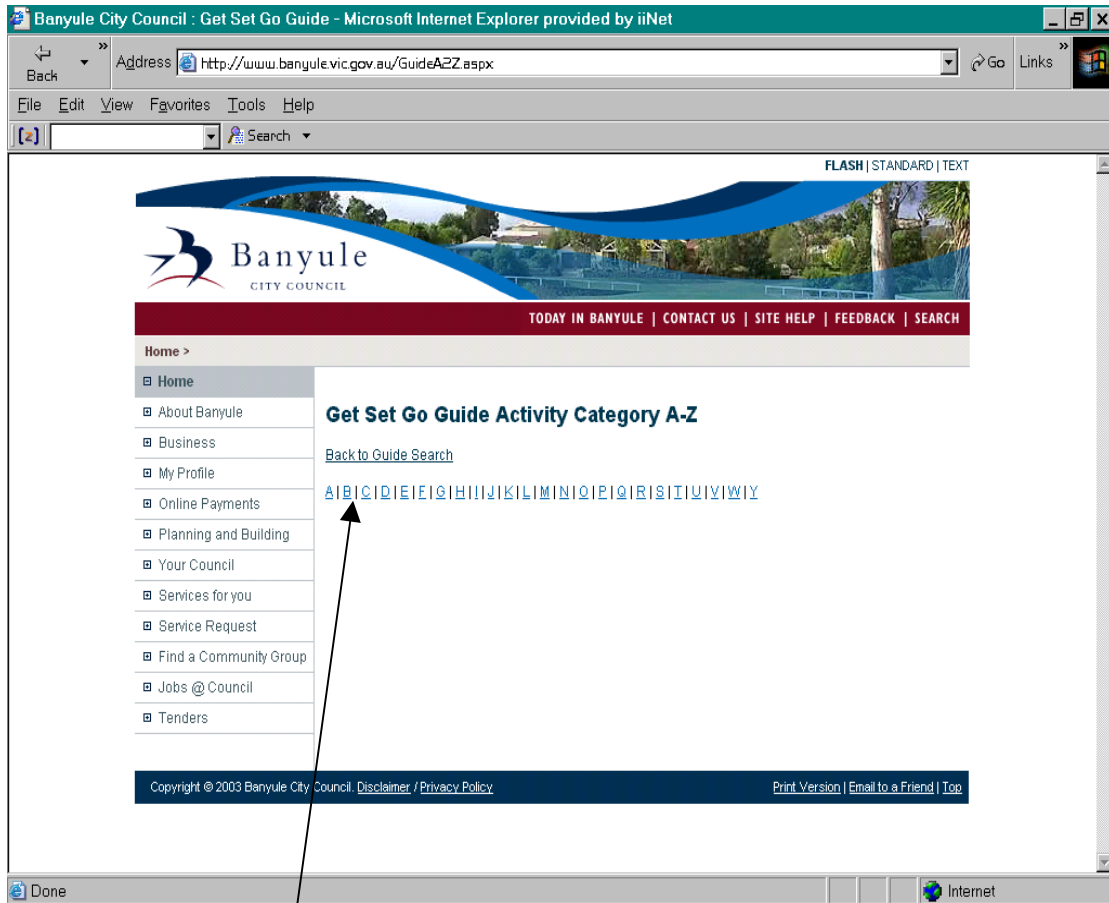 Banyule City Council : Get Set Go Guide - Microsoft Internet Explorer provided by iiNet
Back » Address http://www.banyule.vic.gov.au/GuideA2Z.aspx Go Links »
File Edit View Favorites Tools Help
[z] Search
FLASH | STANDARD | TEXT
Banyule
CITY COUNCIL
TODAY IN BANYULE | CONTACT US | SITE HELP | FEEDBACK | SEARCH
Home >
Home
About Banyule
Business
My Profile
Online Payments
Planning and Building
Your Council
Services for you
Service Request
Find a Community Group
Jobs @ Council
Tenders
Get Set Go Guide Activity Category A-Z
Back to Guide Search
A | B | C | D | E | F | G | H | I | J | K | L | M | N | O | P | Q | R | S | T | U | V | W | Y
Copyright © 2003 Banyule City Council. Disclaimer / Privacy Policy Print Version | Email to a Friend | Top
Done Internet